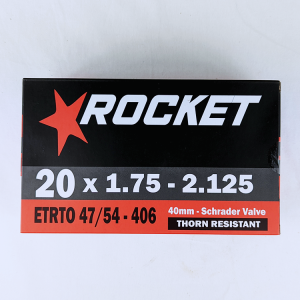 ROCKET
20 x 1.75 - 2.125
ETRTO 47/54 - 406
40mm - Schrader Valve
THORN RESISTANT